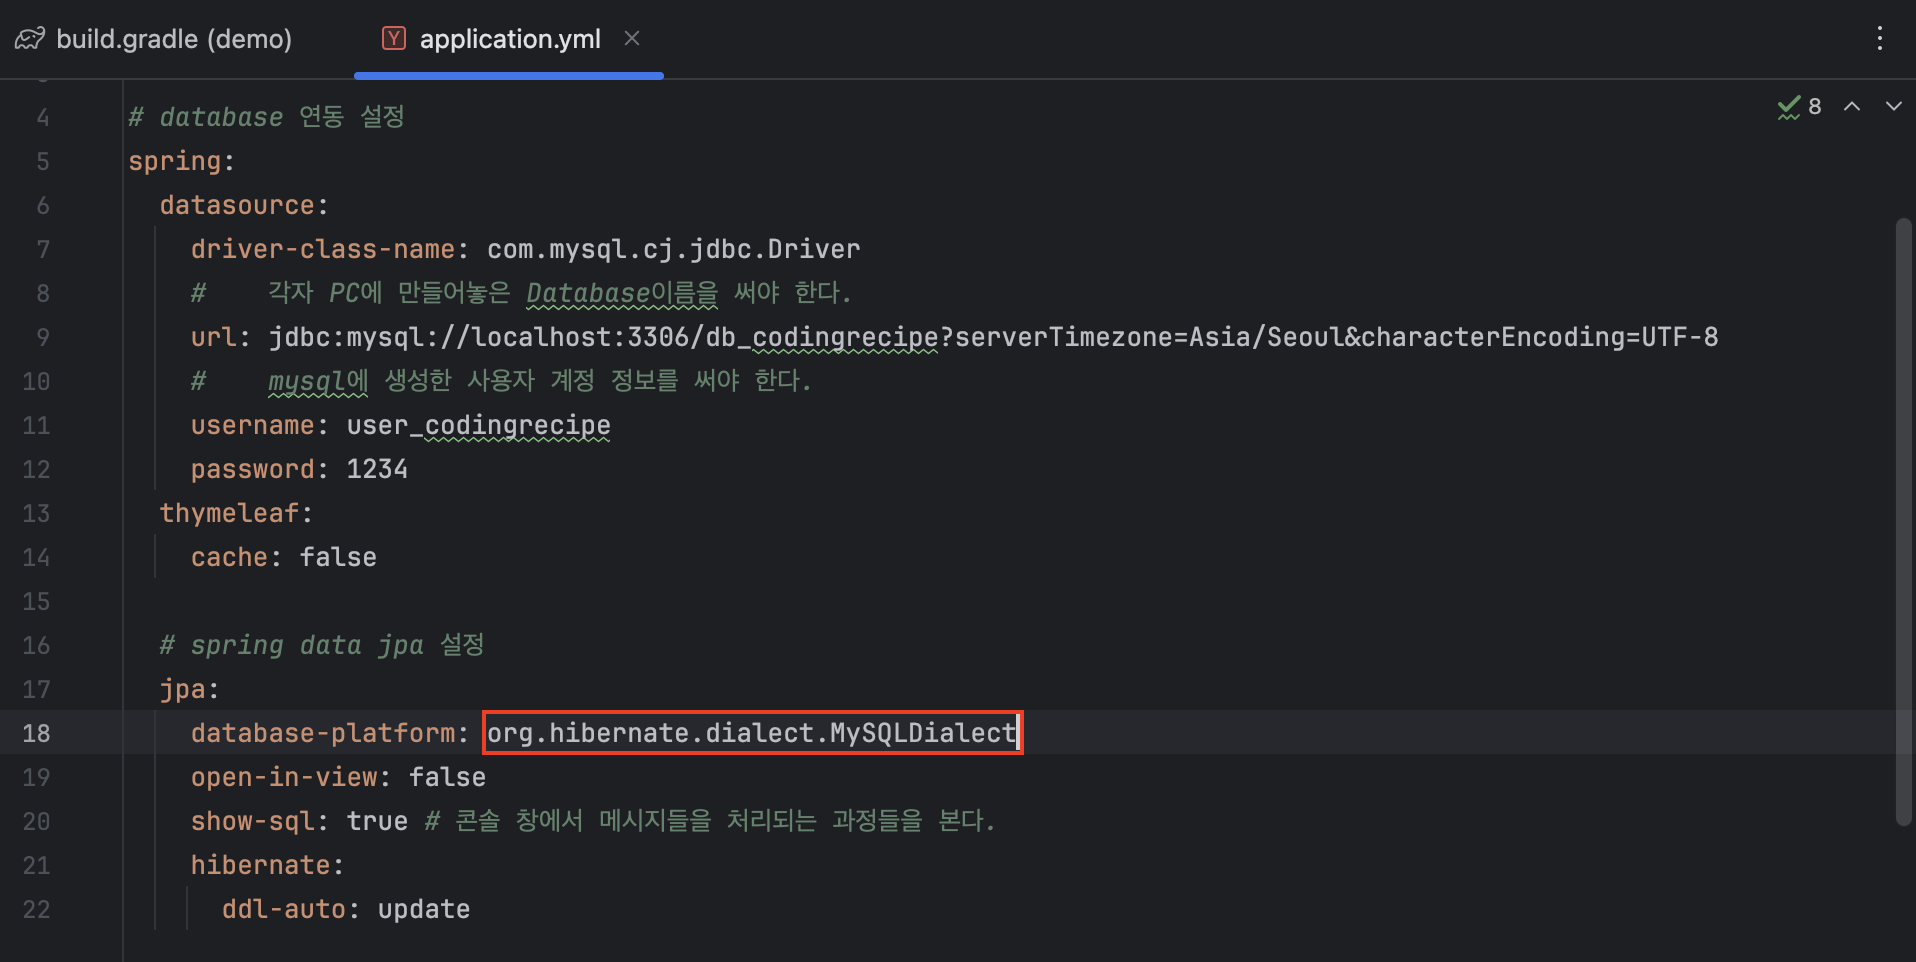 build.gradle (demo)
application.yml
8
4 # database 연동 설정
5 spring:
6 datasource:
7 driver-class-name: com.mysql.cj.jdbc.Driver
8 # 각자 PC에 만들어놓은 Database이름을 써야 한다.
9 url: jdbc:mysql://localhost:3306/db_codingrecipe?serverTimezone=Asia/Seoul&characterEncoding=UTF-8
10 # mysql에 생성한 사용자 계정 정보를 써야 한다.
11 username: user_codingrecipe
12 password: 1234
13 thymeleaf:
14 cache: false
15
16 # spring data jpa 설정
17 jpa:
18 database-platform: org.hibernate.dialect.MySQLDialect
19 open-in-view: false
20 show-sql: true # 콘솔 창에서 메시지들을 처리되는 과정들을 본다.
21 hibernate:
22 ddl-auto: update